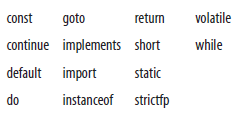 const goto return volatile
continue implements short while
default import static
do instanceof strictfp